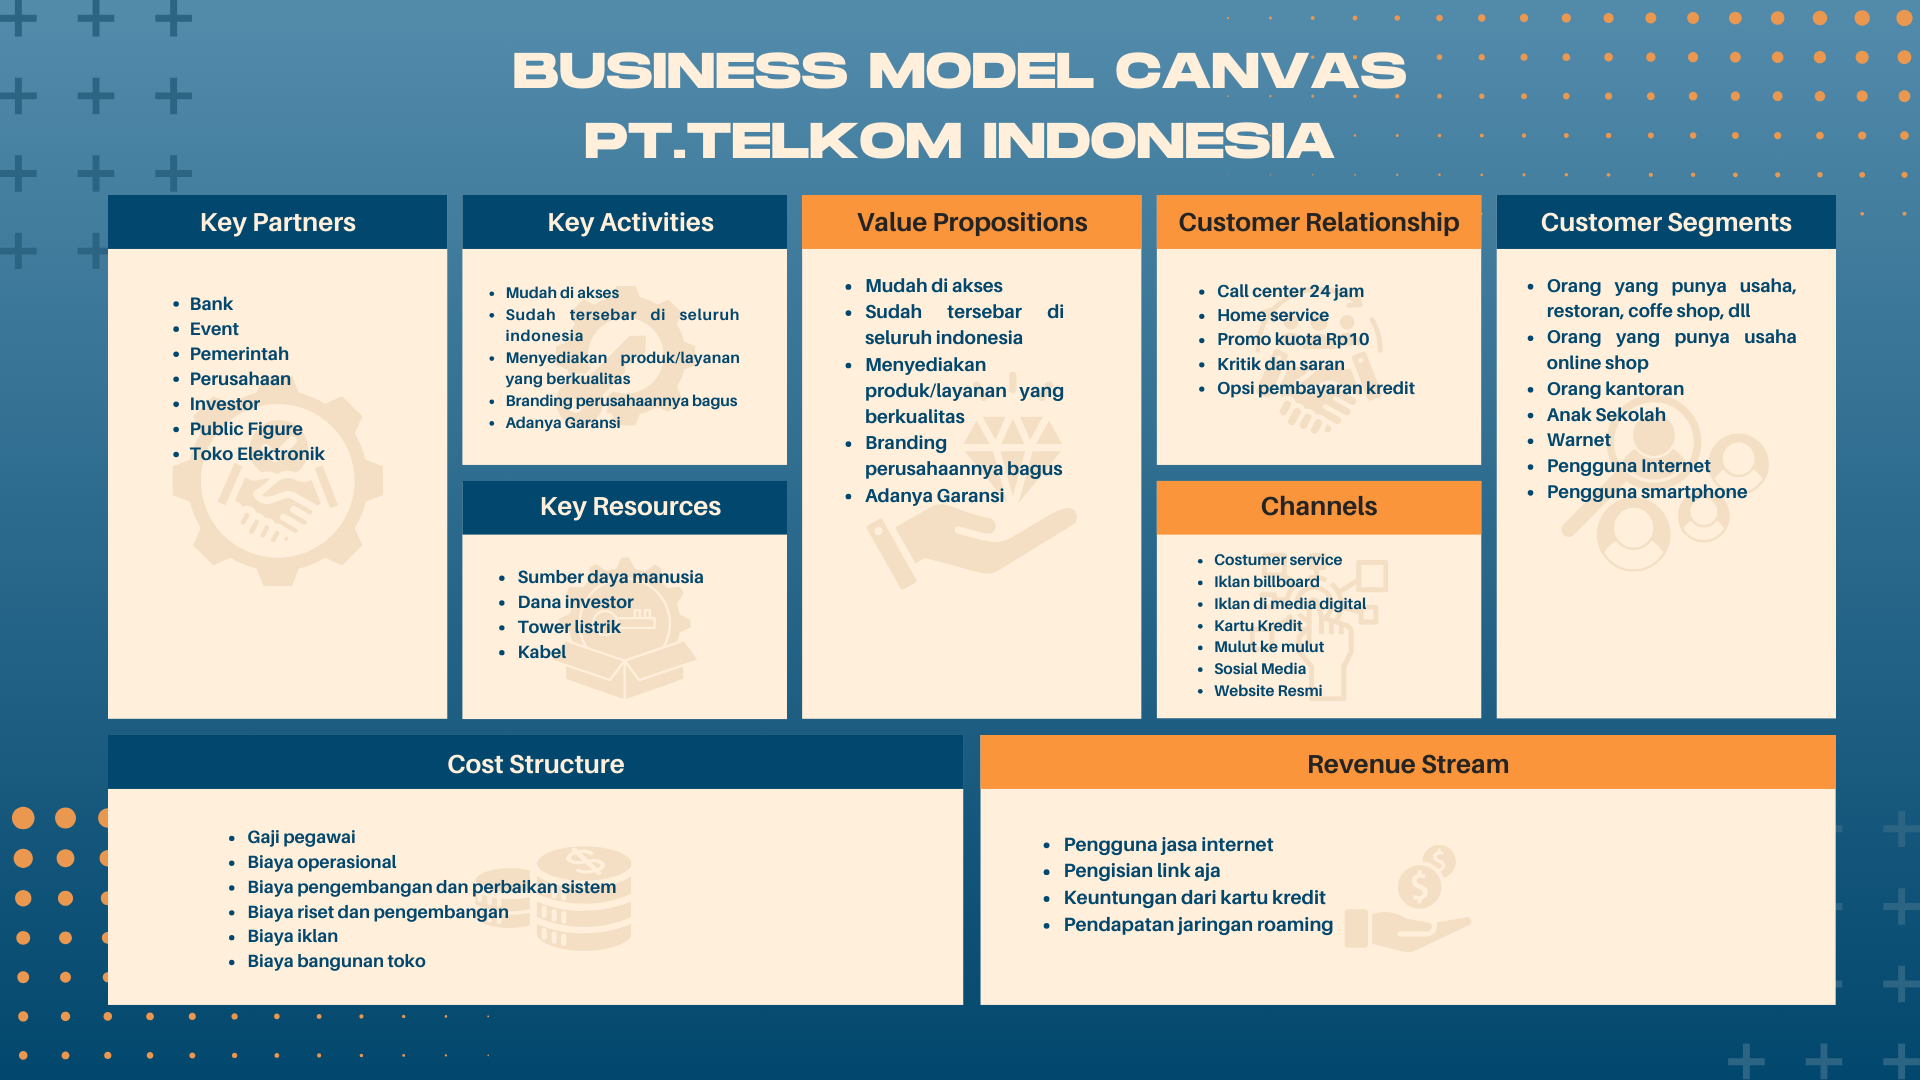 BUSINESS MODEL CANVAS
PT.TELKOM INDONESIA
Key Partners
Bank
Event
Pemerintah
Perusahaan
Investor
Public Figure
Toko Elektronik
Key Activities
Mudah di akses
Sudah tersebar di seluruh
indonesia
Menyediakan produk/layanan
yang berkualitas
Branding perusahaannya bagus
Adanya Garansi
Key Resources
Sumber daya manusia
Dana investor
Tower listrik
Kabel
Value Propositions
Mudah di akses
Sudah tersebar di
seluruh indonesia
Menyediakan
produk/layanan yang
berkualitas
Branding
perusahaannya bagus
Adanya Garansi
Customer Relationship
Call center 24 jam
Home service
Promo kuota Rp10
Kritik dan saran
Opsi pembayaran kredit
Channels
Costumer service
Iklan billboard
Iklan di media digital
Kartu Kredit
Mulut ke mulut
Sosial Media
Website Resmi
Customer Segments
Orang yang punya usaha,
restoran, coffe shop, dll
Orang yang punya usaha
online shop
Orang kantoran
Anak Sekolah
Warnet
Pengguna Internet
Pengguna smartphone
Cost Structure
Gaji pegawai
Biaya operasional
Biaya pengembangan dan perbaikan sistem
Biaya riset dan pengembangan
Biaya iklan
Biaya bangunan toko
Revenue Stream
Pengguna jasa internet
Pengisian link aja
Keuntungan dari kartu kredit
Pendapatan jaringan roaming